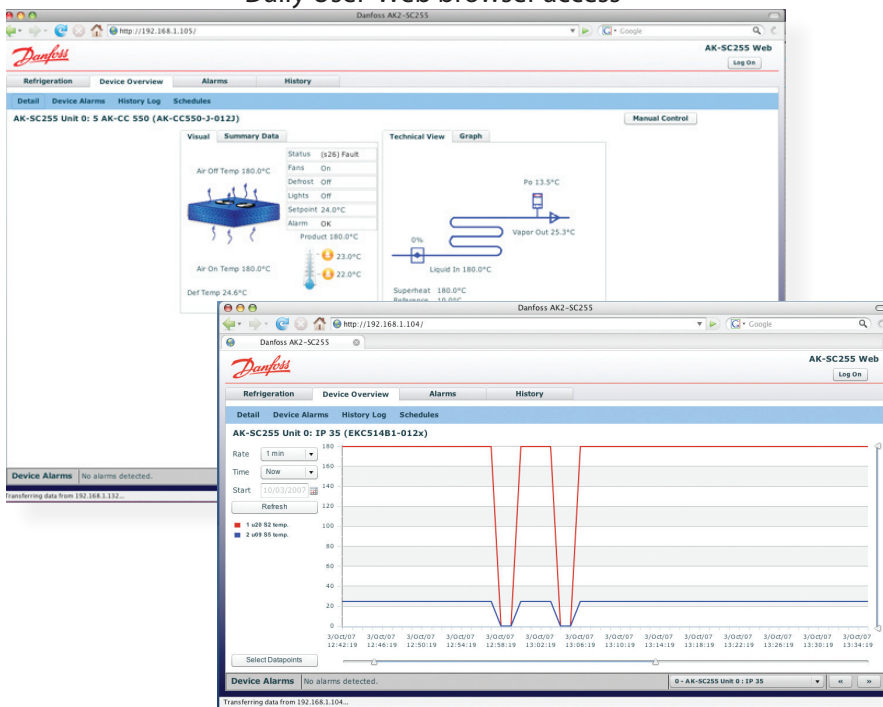 Daily User Web browser access
Danfoss AK2-SC255
http://192.168.1.105/
Google
Danfoss
AK-SC255 Web
Log On
Refrigeration Device Overview Alarms History
Detail Device Alarms History Log Schedules
AK-SC255 Unit 0: 5 AK-CC 550 (AK-CC550-J-012J)
Manual Control
Visual Summary Data
Air Off Temp 180.0°C
Status (s26) Fault
Fans On
Defrost Off
Lights Off
Setpoint 24.0°C
Alarm OK
Product 180.0°C
23.0°C
22.0°C
Air On Temp 180.0°C
Def Temp 24.6°C
Technical View Graph
Po 13.5°C
Vapor Out 25.3°C
0%
Liquid In 180.0°C
Superheat 180.0°C
Reference 10.0°C
Device Alarms No alarms detected.
Transferring data from 192.168.1.132...
Danfoss AK2-SC255
http://192.168.1.104/
Google
Danfoss AK2-SC255
Danfoss
AK-SC255 Web
Log On
Refrigeration Device Overview Alarms History
Detail Device Alarms History Log Schedules
AK-SC255 Unit 0: IP 35 (EKC514B1-012x)
Rate 1 min
Time Now
Start 10/03/2007
Refresh
1 u20 S2 temp.
2 u09 S5 temp.
180
160
140
120
100
80
60
40
20
0
3/Oct/07 3/Oct/07 3/Oct/07 3/Oct/07 3/Oct/07 3/Oct/07 3/Oct/07 3/Oct/07 3/Oct/07 3/Oct/07 3/Oct/07 3/Oct/07 3/Oct/07 3/Oct/07
12:42:19 12:46:19 12:50:19 12:54:19 12:58:19 13:02:19 13:06:19 13:10:19 13:14:19 13:18:19 13:22:19 13:26:19 13:30:19 13:34:19
Select Datapoints
Device Alarms No alarms detected.
0 - AK-SC255 Unit 0 : IP 35
« »
Transferring data from 192.168.1.104...